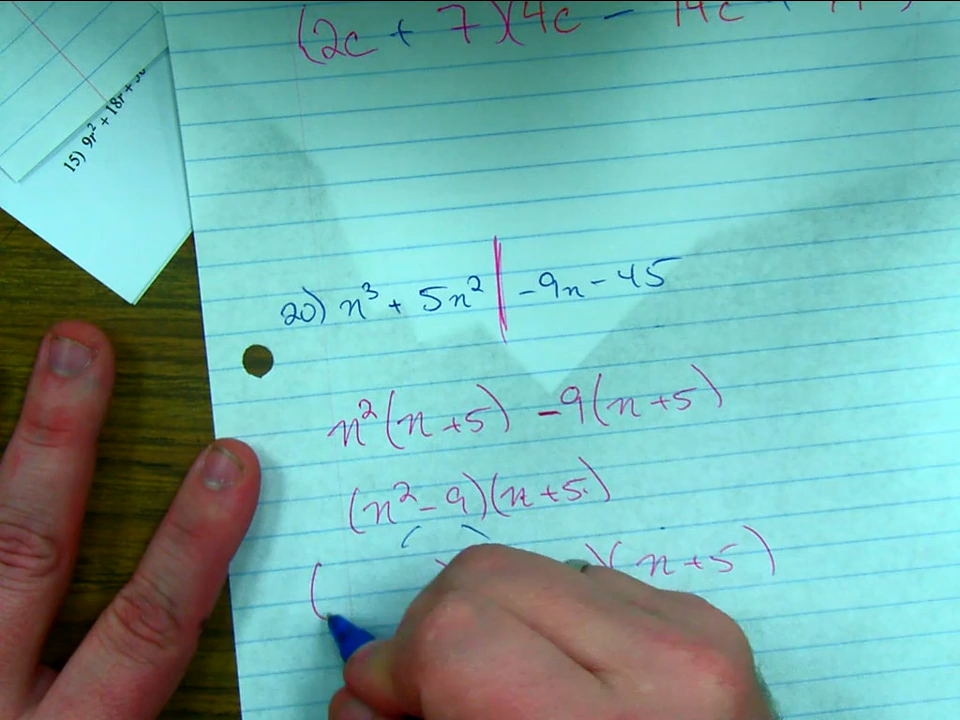 (2c + 7)(4c - 14c
15) 9r² + 18r +
20) n³ + 5n² | -9n - 45
n²(n+5) -9(n+5)
(n²-9)(n+5)
( )(n+5)